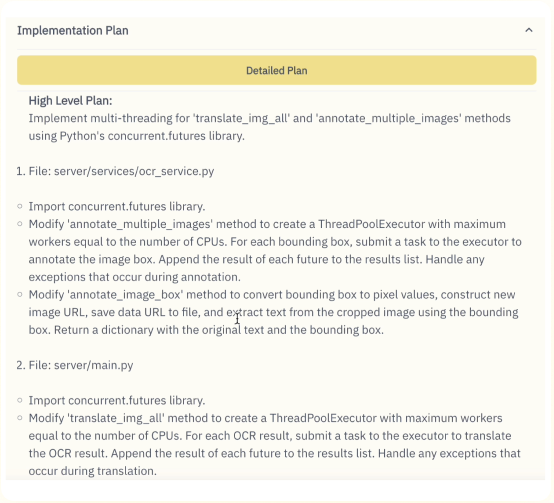 Implementation Plan
Detailed Plan
High Level Plan:
Implement multi-threading for 'translate_img_all' and 'annotate_multiple_images' methods
using Python's concurrent.futures library.
1. File: server/services/ocr_service.py
Import concurrent.futures library.
Modify 'annotate_multiple_images' method to create a ThreadPoolExecutor with maximum
workers equal to the number of CPUs. For each bounding box, submit a task to the executor to
annotate the image box. Append the result of each future to the results list. Handle any
exceptions that occur during annotation.
Modify 'annotate_image_box' method to convert bounding box to pixel values, construct new
image URL, save data URL to file, and extract text from the cropped image using the bounding
box. Return a dictionary with the original text and the bounding box.
2. File: server/main.py
Import concurrent.futures library.
Modify 'translate_img_all' method to create a ThreadPoolExecutor with maximum workers
equal to the number of CPUs. For each OCR result, submit a task to the executor to translate
the OCR result. Append the result of each future to the results list. Handle any exceptions that
occur during translation.